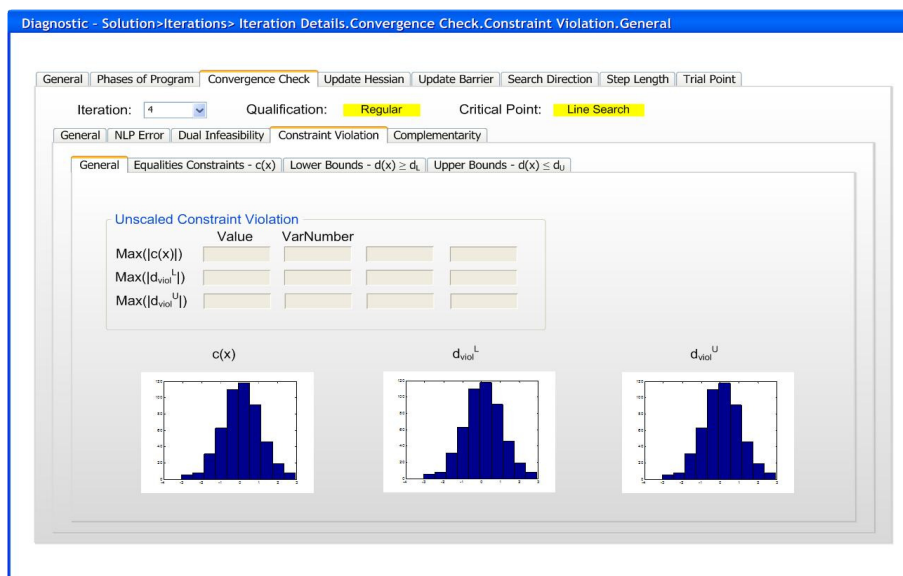 Diagnostic - Solution>Iterations> Iteration Details.Convergence Check.Constraint Violation.General
General Phases of Program Convergence Check Update Hessian Update Barrier Search Direction Step Length Trial Point
Iteration: 4 Qualification: Regular Critical Point: Line Search
General NLP Error Dual Infeasibility Constraint Violation Complementarity
General Equalities Constraints - c(x) Lower Bounds - d(x) ≥ dL Upper Bounds - d(x) ≤ dU
Unscaled Constraint Violation
Value VarNumber
Max(|c(x)|)
Max(|dviolL|)
Max(|dviolU|)
c(x) dviolL dviolU